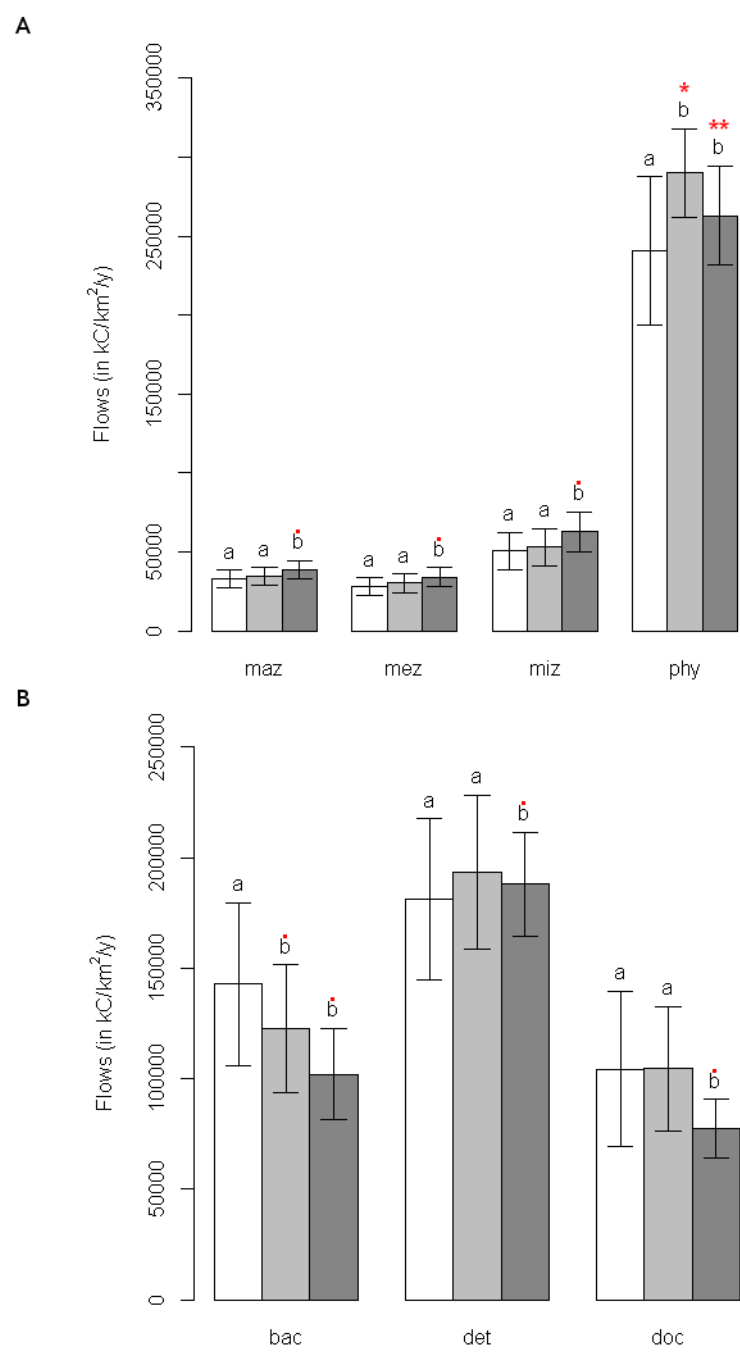 A
350000
250000
150000
50000
0
Flows (in kC/km²/y)
*
b
**
b
a
b
b
b
a
a
a
a
a
a
maz
mez
miz
phy
B
250000
200000
150000
100000
50000
0
Flows (in kC/km²/y)
a
a
b
a
b
b
a
a
b
bac
det
doc